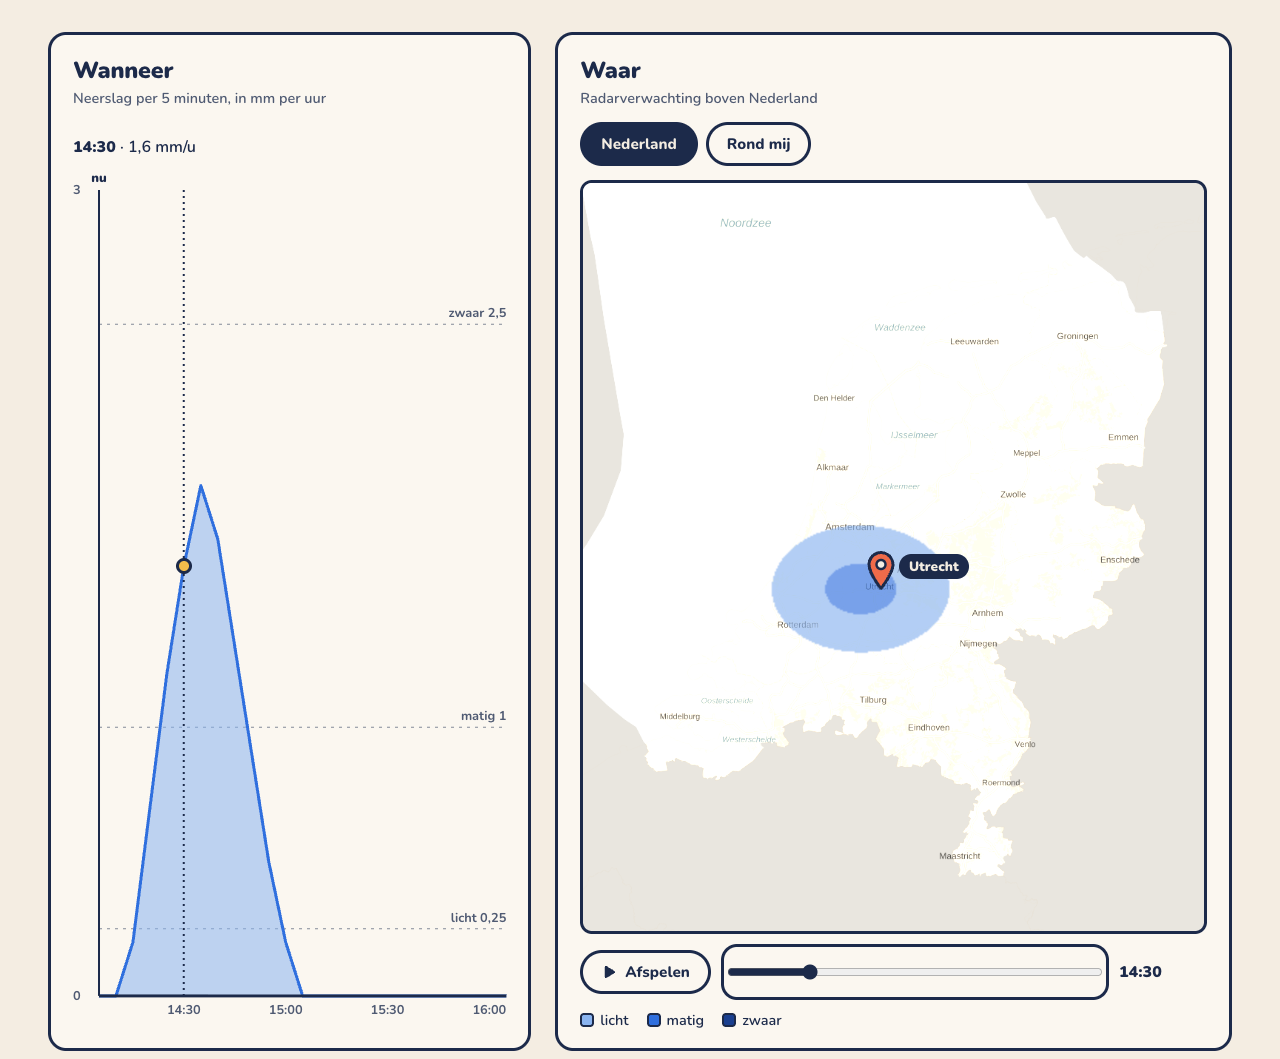 Wanneer
Neerslag per 5 minuten, in mm per uur
14:30 · 1,6 mm/u
nu
3
zwaar 2,5
matig 1
licht 0,25
0
14:30 15:00 15:30 16:00
Waar
Radarverwachting boven Nederland
Nederland Rond mij
Noordzee
Waddenzee
Leeuwarden
Groningen
Den Helder
IJsselmeer
Emmen
Meppel
Alkmaar
Markermeer
Zwolle
Amsterdam
Enschede
Utrecht
Utrecht
Arnhem
Rotterdam
Nijmegen
Oosterschelde
Tilburg
Middelburg
Eindhoven
Westerschelde
Venlo
Roermond
Maastricht
Afspelen 14:30
licht matig zwaar